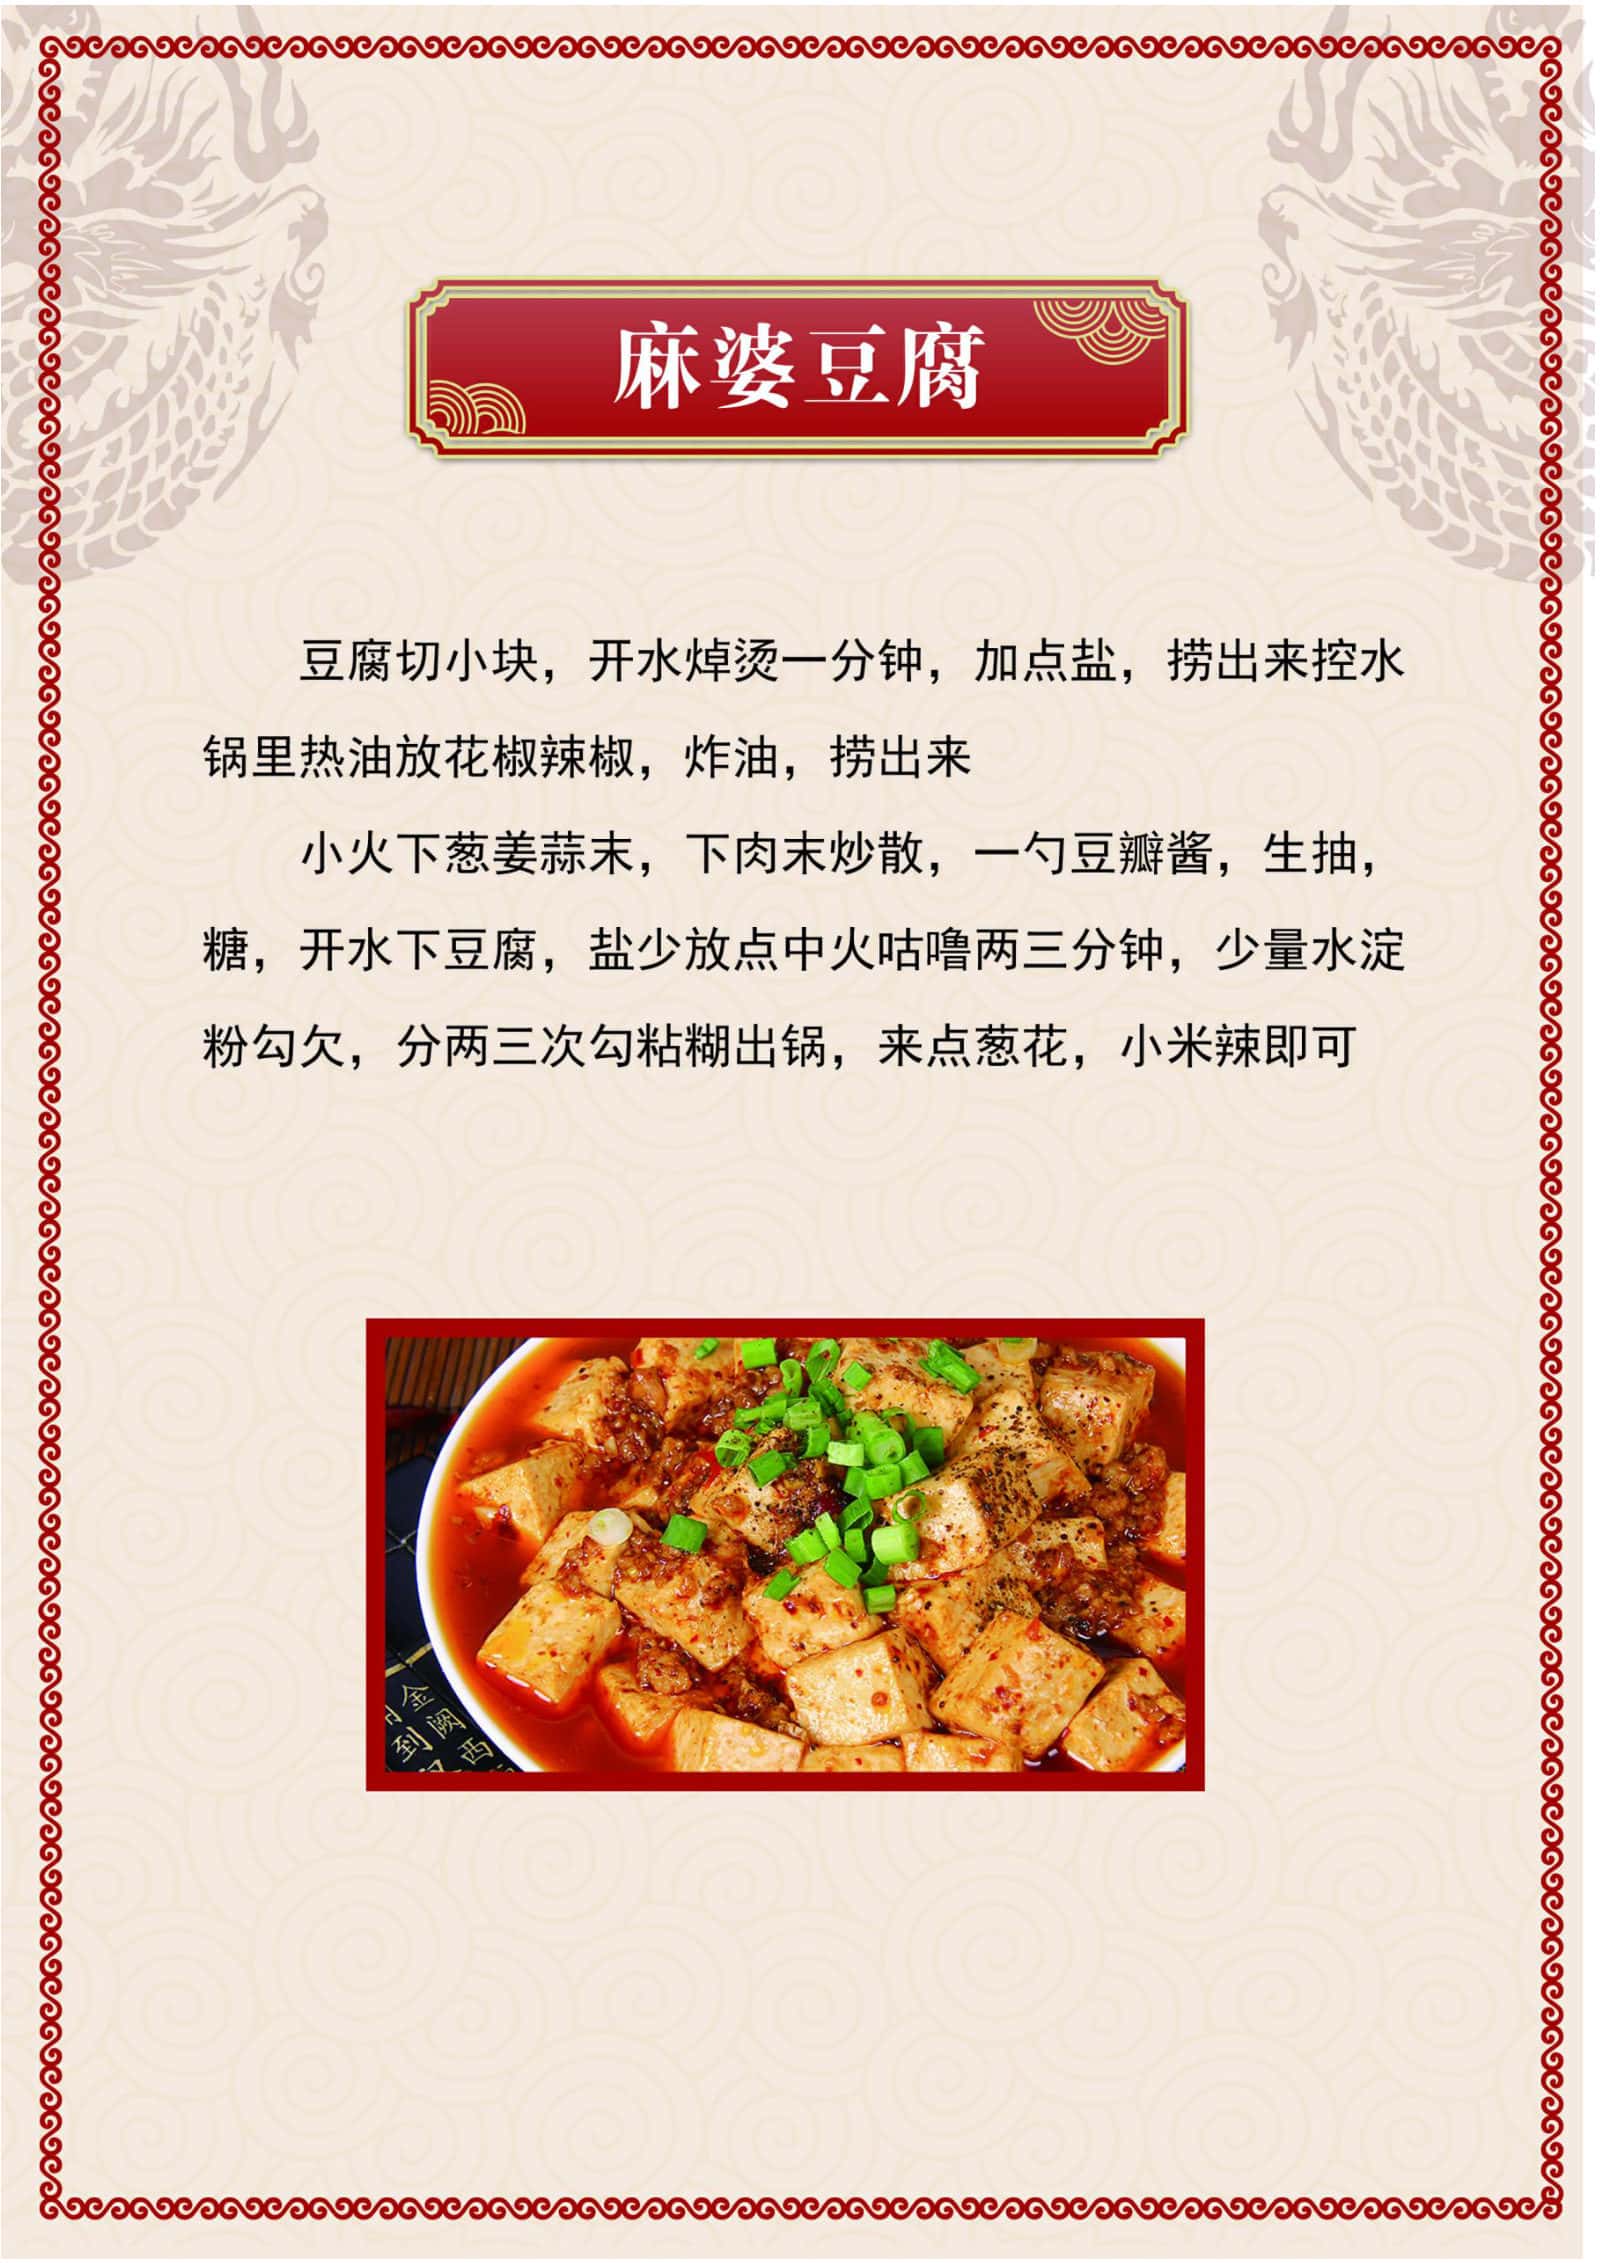 麻婆豆腐
豆腐切小块，开水焯烫一分钟，加点盐，捞出来控水
锅里热油放花椒辣椒，炸油，捞出来
小火下葱姜蒜末，下肉末炒散，一勺豆瓣酱，生抽，
糖，开水下豆腐，盐少放点中火咕噜两三分钟，少量水淀
粉勾欠，分两三次勾粘糊出锅，来点葱花，小米辣即可
金
阙
到
西